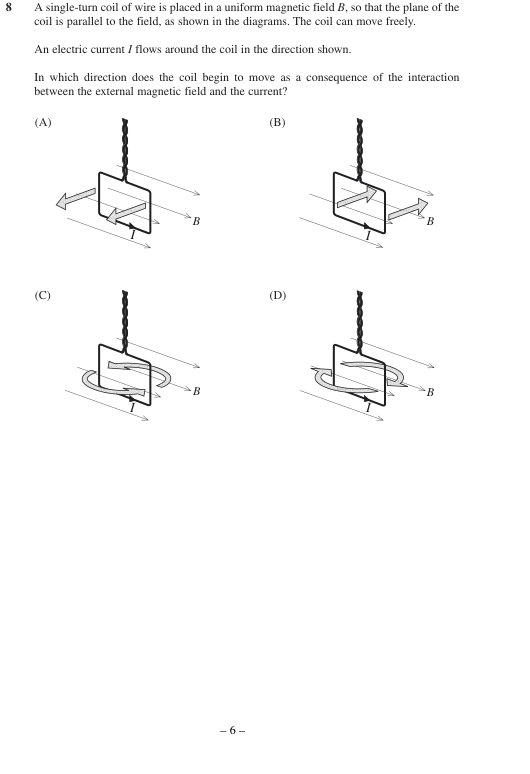 8 A single-turn coil of wire is placed in a uniform magnetic field B, so that the plane of the
coil is parallel to the field, as shown in the diagrams. The coil can move freely.
An electric current I flows around the coil in the direction shown.
In which direction does the coil begin to move as a consequence of the interaction
between the external magnetic field and the current?
(A) (B)
B B
I I
(C) (D)
B B
I I
– 6 –